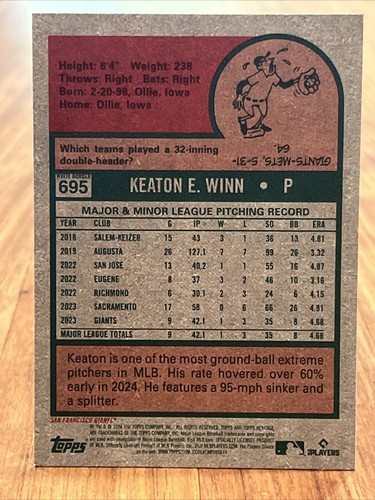 Height: 6'4" Weight: 238
Throws: Right Bats: Right
Born: 2-20-98, Ollie, Iowa
Home: Ollie, Iowa
Which teams played a 32-inning
double-header?
GIANTS-METS, 5-31-
64.
WHITE BORDER
695
KEATON E. WINN • P
MAJOR & MINOR LEAGUE PITCHING RECORD
YEAR CLUB G IP W L SO BB ERA
2018 SALEM-KEIZER 15 43 3 1 36 13 4.81
2019 AUGUSTA 26 127.1 7 7 99 26 3.32
2022 SAN JOSE 13 40.2 1 1 55 16 4.87
2022 EUGENE 8 37 3 2 46 10
2022 RICHMOND 6 30.1 2 3 24 6 4.15
2023 SACRAMENTO 17 58 0 58 4.81
2023 GIANTS 9 42.1 1 3 35 8 4.68
MAJOR LEAGUE TOTALS 9 42.1 1 3 35 8 4.68
Keaton is one of the most ground-ball extreme
pitchers in MLB. His rate hovered over 60%
early in 2024. He features a 95-mph sinker and
a splitter.
SAN FRANCISCO GIANTS
TOPPS
MLB PLAYERS